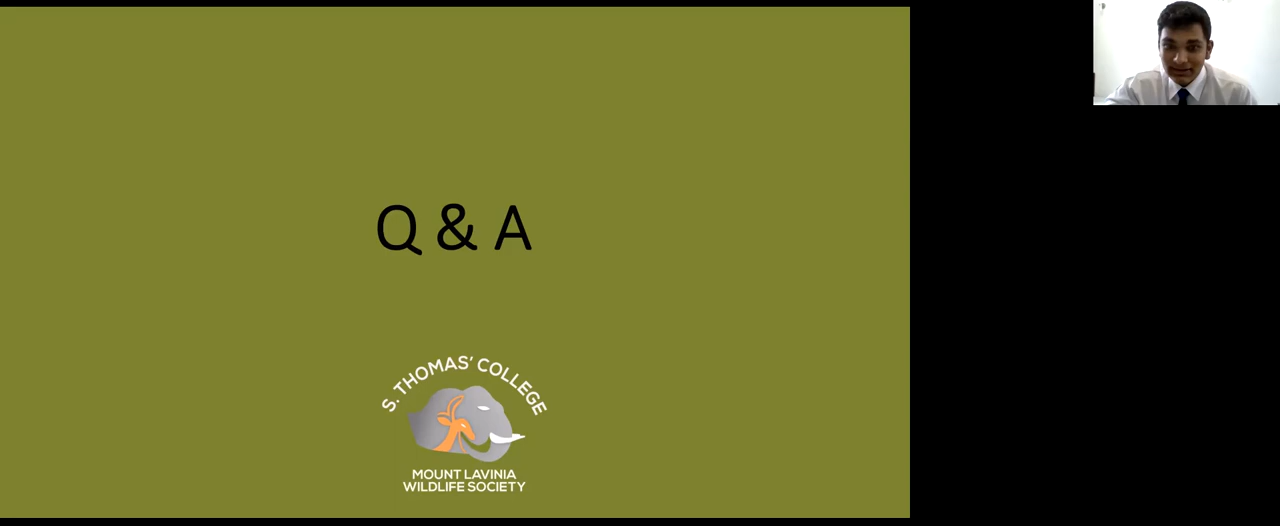 Q & A
S. THOMAS' COLLEGE
MOUNT LAVINIA
WILDLIFE SOCIETY